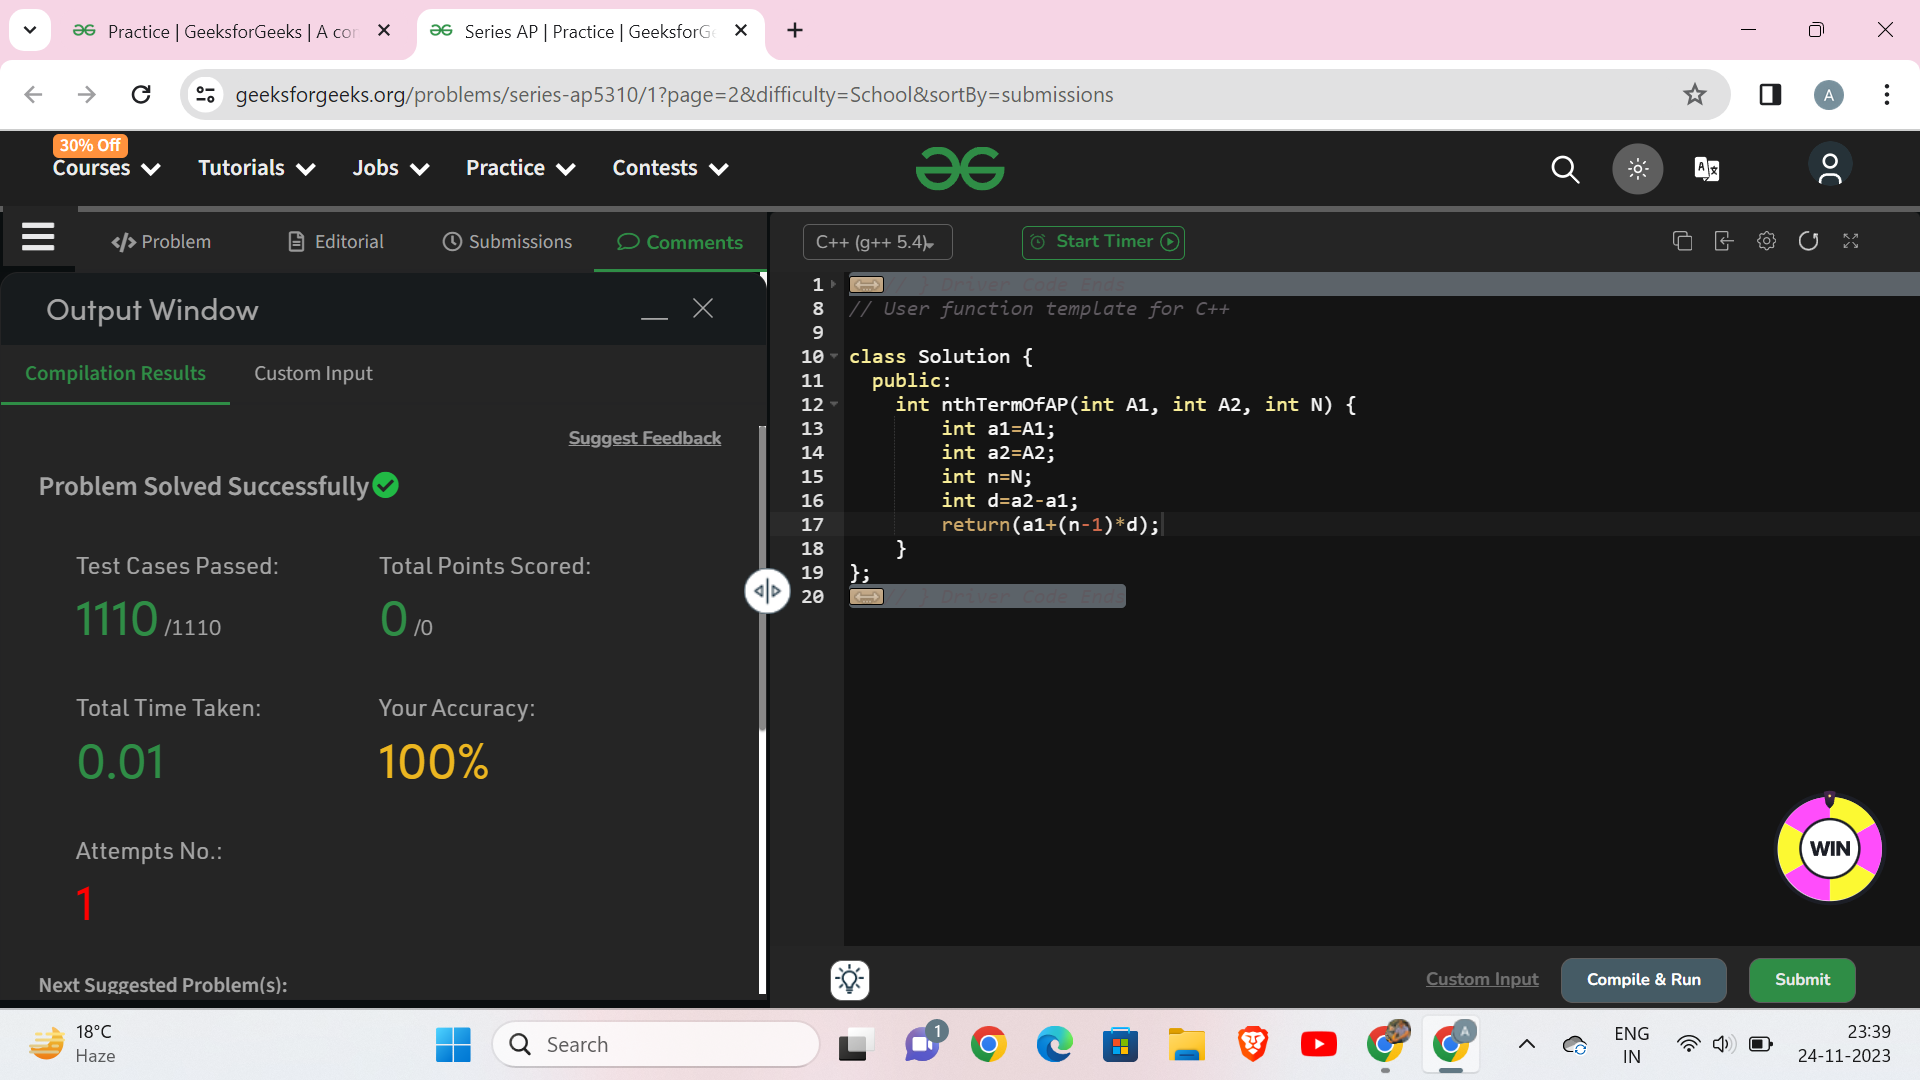 Practice | GeeksforGeeks | A cor
Series AP | Practice | GeeksforGe
geeksforgeeks.org/problems/series-ap5310/1?page=2&difficulty=School&sortBy=submissions
A
30% Off
Courses
Tutorials
Jobs
Practice
Contests
Problem
Editorial
Submissions
Comments
C++ (g++ 5.4)
Start Timer
Output Window
Compilation Results
Custom Input
Suggest Feedback
Problem Solved Successfully
Test Cases Passed:
1110 /1110
Total Points Scored:
0 /0
Total Time Taken:
0.01
Your Accuracy:
100%
Attempts No.:
1
Next Suggested Problem(s):
1 // } Driver Code Ends
8 // User function template for C++
9
10 class Solution {
11 public:
12 int nthTermOfAP(int A1, int A2, int N) {
13 int a1=A1;
14 int a2=A2;
15 int n=N;
16 int d=a2-a1;
17 return(a1+(n-1)*d);
18 }
19 };
20 // } Driver Code Ends
WIN
Custom Input
Compile & Run
Submit
18°C
Haze
Search
1
A
ENG
IN
23:39
24-11-2023